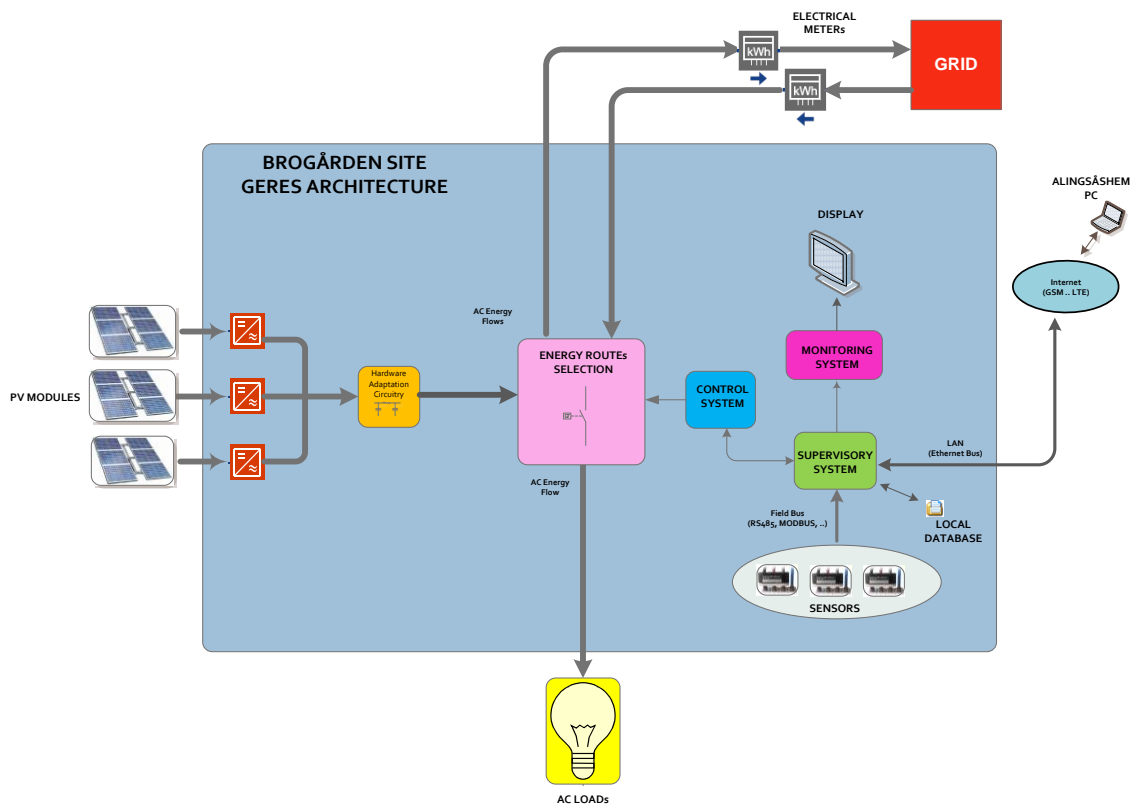 ELECTRICAL
METERs
kWh
GRID
kWh
BROGÅRDEN SITE
GERES ARCHITECTURE
ALINGSÅSHEM
PC
DISPLAY
Internet
(GSM .. LTE)
AC Energy
Flows
ENERGY ROUTEs
SELECTION
MONITORING
SYSTEM
Hardware
Adaptation
Circuitry
CONTROL
SYSTEM
PV MODULES
LAN
(Ethernet Bus)
SUPERVISORY
SYSTEM
AC Energy
Flow
Field Bus
(RS485, MODBUS, ..)
LOCAL
DATABASE
SENSORS
AC LOADs